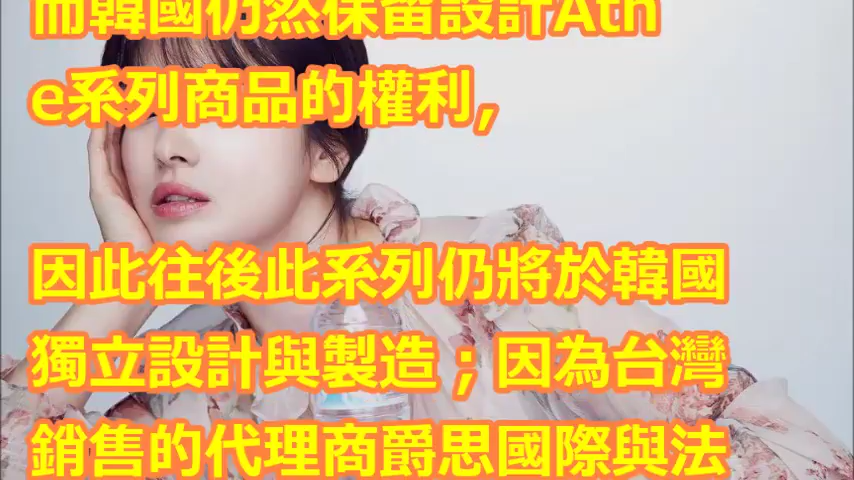 而韓國仍然保留設計Ath
e系列商品的權利，
因此往後此系列仍將於韓國
獨立設計與製造；因為台灣
銷售的代理商爵思國際與法